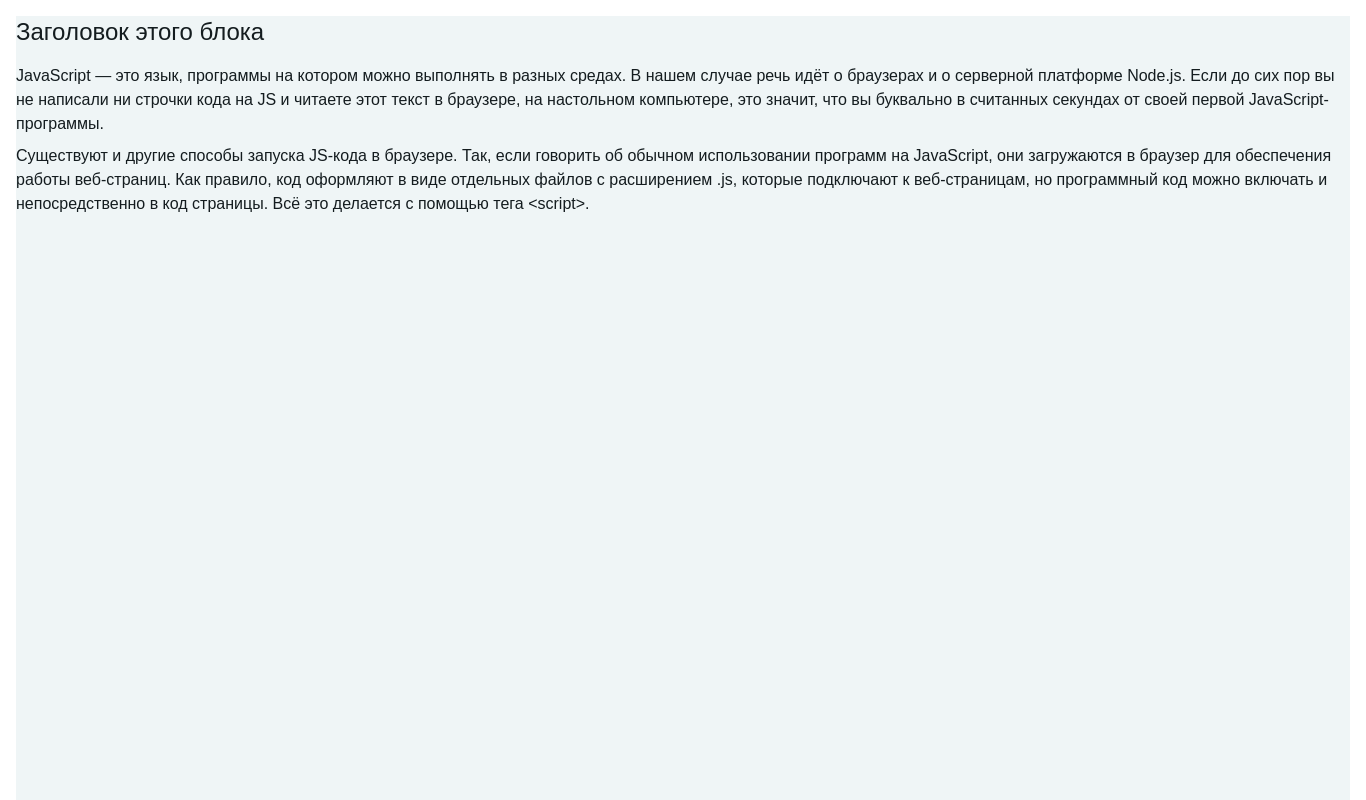 Заголовок этого блока
JavaScript — это язык, программы на котором можно выполнять в разных средах. В нашем случае речь идёт о браузерах и о серверной платформе Node.js. Если до сих пор вы
не написали ни строчки кода на JS и читаете этот текст в браузере, на настольном компьютере, это значит, что вы буквально в считанных секундах от своей первой JavaScript-
программы.
Существуют и другие способы запуска JS-кода в браузере. Так, если говорить об обычном использовании программ на JavaScript, они загружаются в браузер для обеспечения
работы веб-страниц. Как правило, код оформляют в виде отдельных файлов с расширением .js, которые подключают к веб-страницам, но программный код можно включать и
непосредственно в код страницы. Всё это делается с помощью тега <script>.